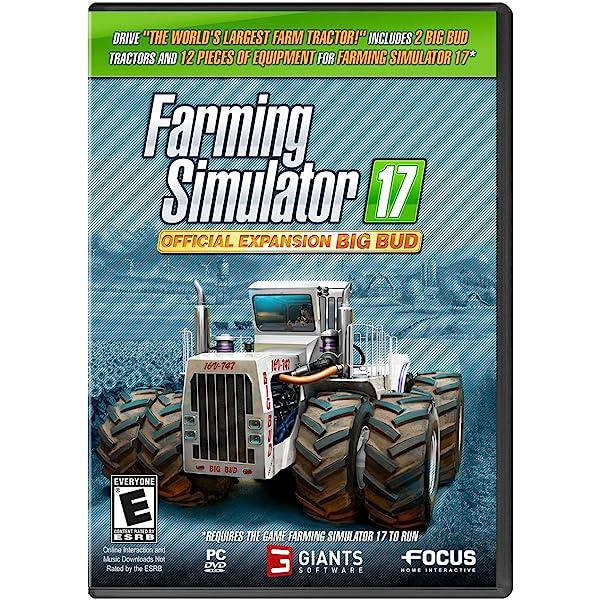 DRIVE "THE WORLD'S LARGEST FARM TRACTOR!" INCLUDES 2 BIG BUD
TRACTORS AND 12 PIECES OF EQUIPMENT FOR FARMING SIMULATOR 17*
Farming
Simulator 17
OFFICIAL EXPANSION BIG BUD
16V-747
16V-747
BIG BUD
EVERYONE
E
CONTENT RATED BY
ESRB
Online Interaction and
Music Downloads Not
Rated by the ESRB
*REQUIRES THE GAME FARMING SIMULATOR 17 TO RUN
PC
DVD
GIANTS
SOFTWARE
FOCUS
HOME INTERACTIVE